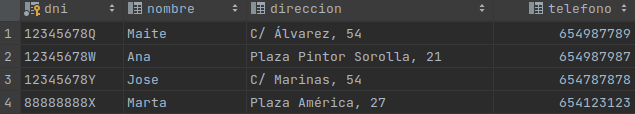 dni nombre direccion telefono
1 12345678Q Maite C/ Álvarez, 54 654987789
2 12345678W Ana Plaza Pintor Sorolla, 21 654987987
3 12345678Y Jose C/ Marinas, 54 654787878
4 88888888X Marta Plaza América, 27 654123123